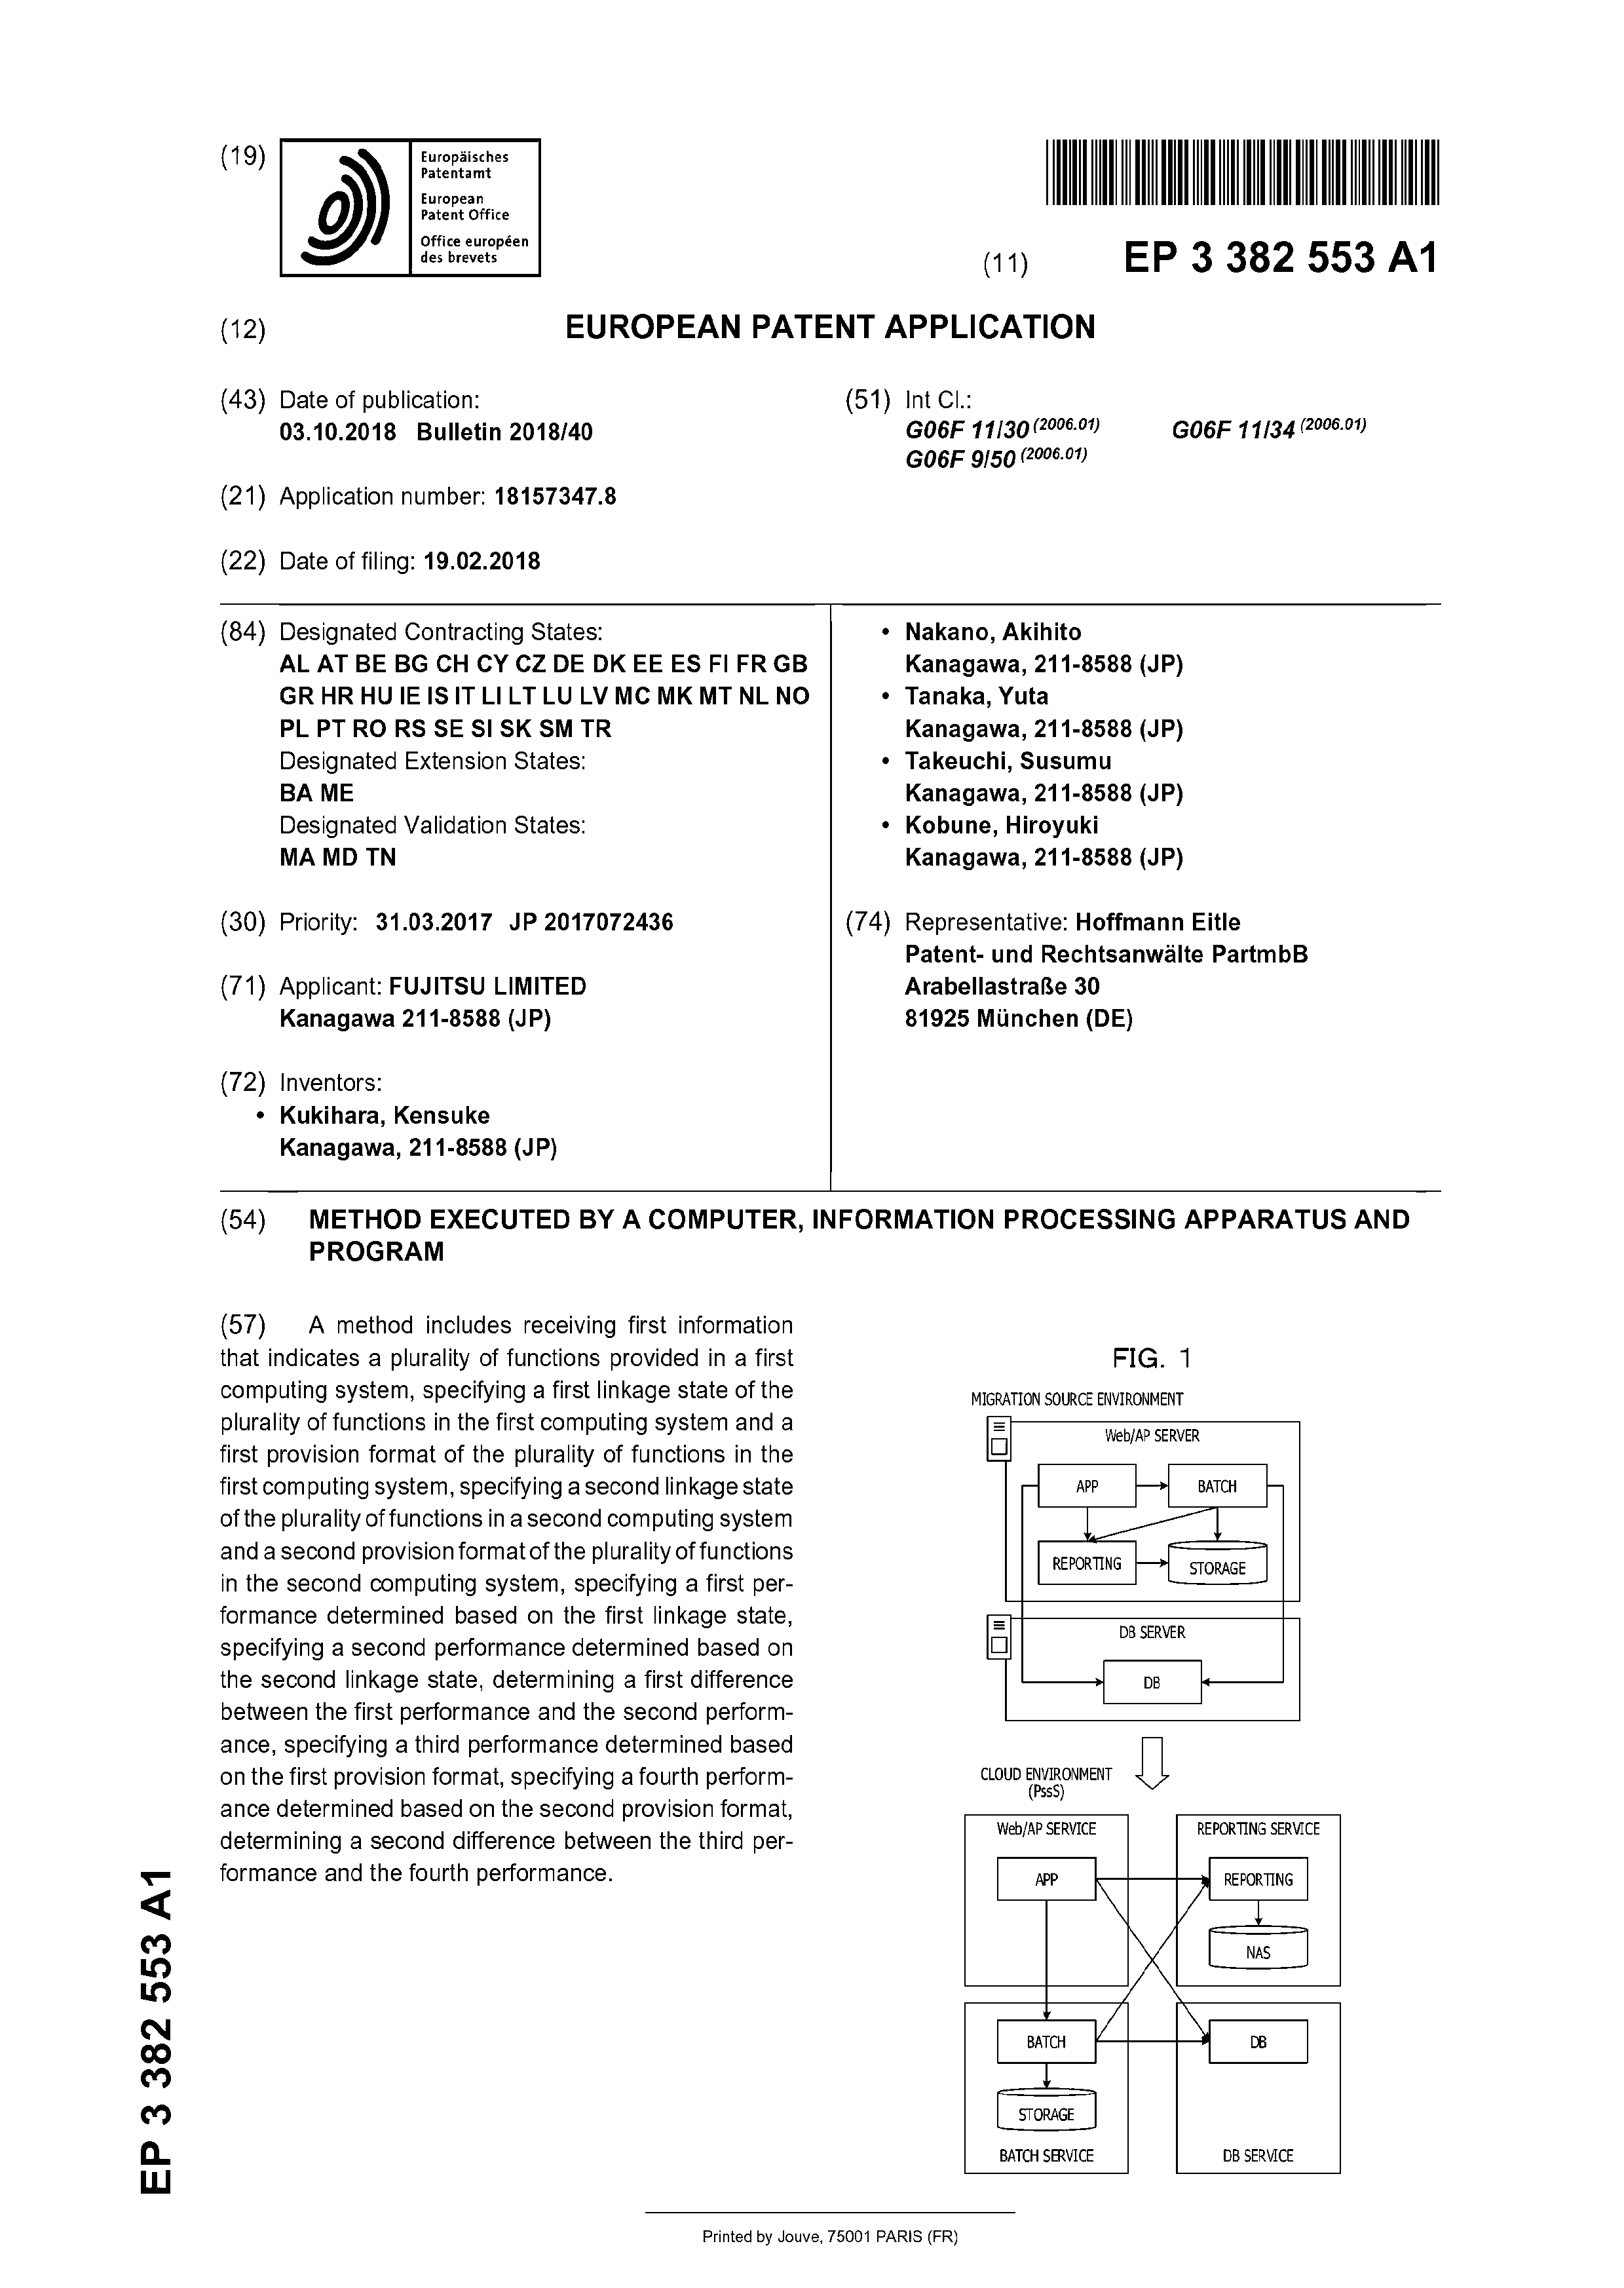 (19)
Europäisches
Patentamt
European
Patent Office
Office européen
des brevets
(11) EP 3 382 553 A1
(12) EUROPEAN PATENT APPLICATION
(43) Date of publication:
03.10.2018 Bulletin 2018/40
(21) Application number: 18157347.8
(22) Date of filing: 19.02.2018
(51) Int Cl.:
G06F 11/30 (2006.01) G06F 11/34 (2006.01)
G06F 9/50 (2006.01)
(84) Designated Contracting States:
AL AT BE BG CH CY CZ DE DK EE ES FI FR GB
GR HR HU IE IS IT LI LT LU LV MC MK MT NL NO
PL PT RO RS SE SI SK SM TR
Designated Extension States:
BA ME
Designated Validation States:
MA MD TN
(30) Priority: 31.03.2017 JP 2017072436
(71) Applicant: FUJITSU LIMITED
Kanagawa 211-8588 (JP)
(72) Inventors:
• Kukihara, Kensuke
Kanagawa, 211-8588 (JP)
• Nakano, Akihito
Kanagawa, 211-8588 (JP)
• Tanaka, Yuta
Kanagawa, 211-8588 (JP)
• Takeuchi, Susumu
Kanagawa, 211-8588 (JP)
• Kobune, Hiroyuki
Kanagawa, 211-8588 (JP)
(74) Representative: Hoffmann Eitle
Patent- und Rechtsanwälte PartmbB
Arabellastraße 30
81925 München (DE)
(54) METHOD EXECUTED BY A COMPUTER, INFORMATION PROCESSING APPARATUS AND
PROGRAM
(57) A method includes receiving first information
that indicates a plurality of functions provided in a first
computing system, specifying a first linkage state of the
plurality of functions in the first computing system and a
first provision format of the plurality of functions in the
first computing system, specifying a second linkage state
of the plurality of functions in a second computing system
and a second provision format of the plurality of functions
in the second computing system, specifying a first per-
formance determined based on the first linkage state,
specifying a second performance determined based on
the second linkage state, determining a first difference
between the first performance and the second perform-
ance, specifying a third performance determined based
on the first provision format, specifying a fourth perform-
ance determined based on the second provision format,
determining a second difference between the third per-
formance and the fourth performance.
FIG. 1
MIGRATION SOURCE ENVIRONMENT
Web/AP SERVER
APP BATCH
REPORTING STORAGE
DB SERVER
DB
CLOUD ENVIRONMENT
(PssS)
Web/AP SERVICE REPORTING SERVICE
APP REPORTING
NAS
BATCH DB
STORAGE
BATCH SERVICE DB SERVICE
EP 3 382 553 A1
Printed by Jouve, 75001 PARIS (FR)